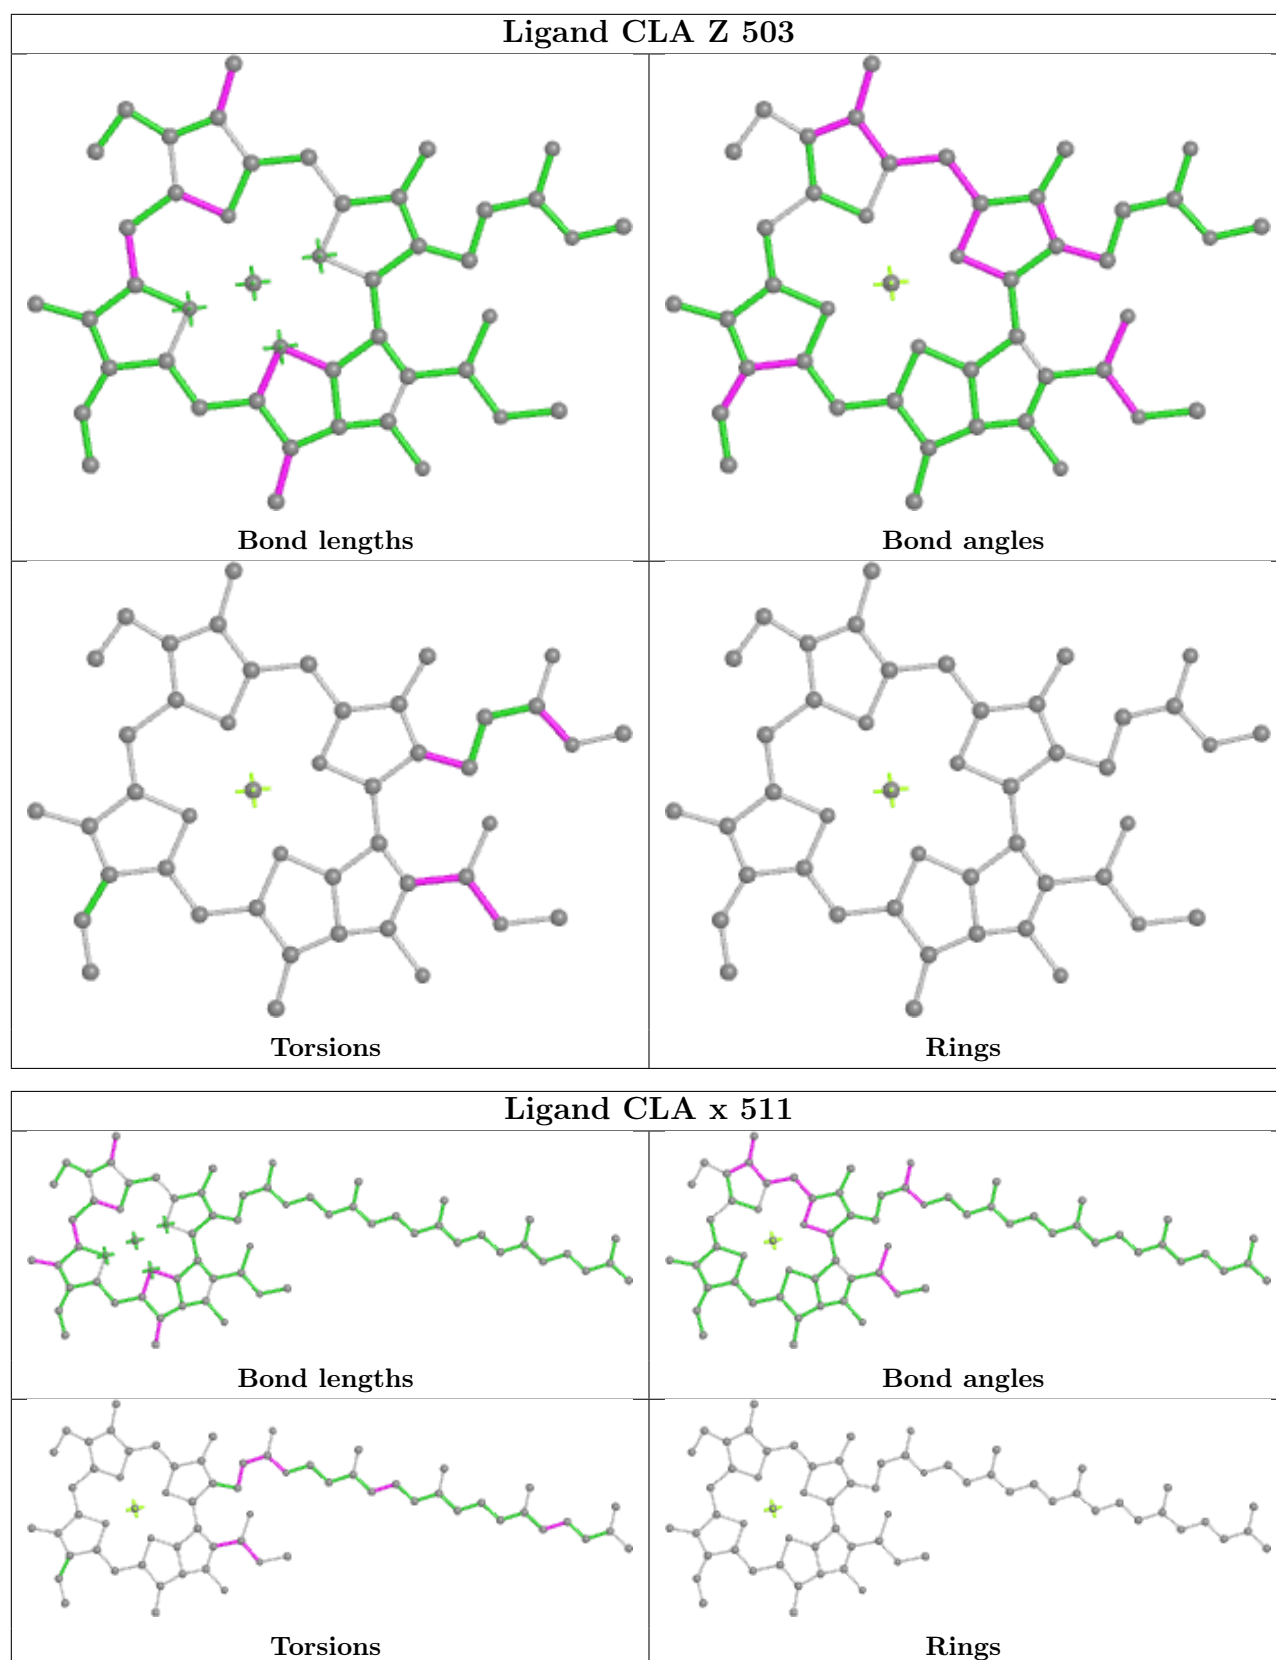 Ligand CLA Z 503
Bond lengths
Bond angles
Torsions
Rings
Ligand CLA x 511
Bond lengths
Bond angles
Torsions
Rings